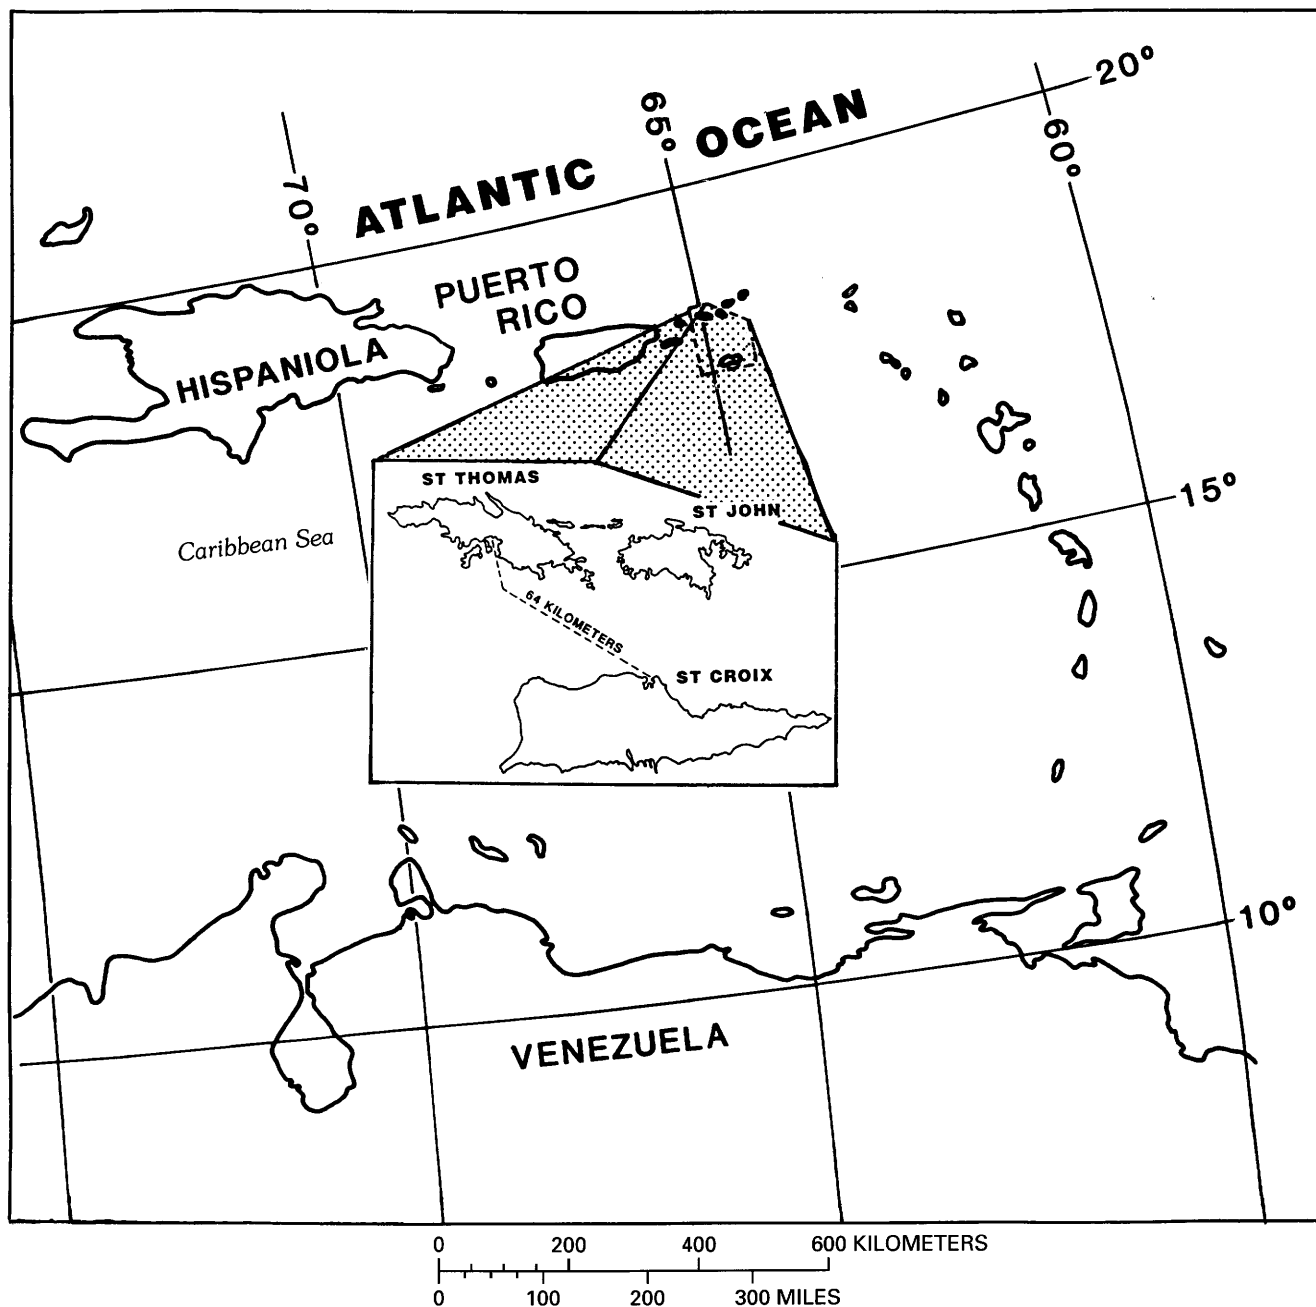 20°
65°
OCEAN
60°
ATLANTIC
70°
PUERTO
RICO
HISPANIOLA
ST THOMAS
15°
ST JOHN
Caribbean Sea
64 KILOMETERS
ST CROIX
10°
VENEZUELA
0 200 400 600 KILOMETERS
0 100 200 300 MILES